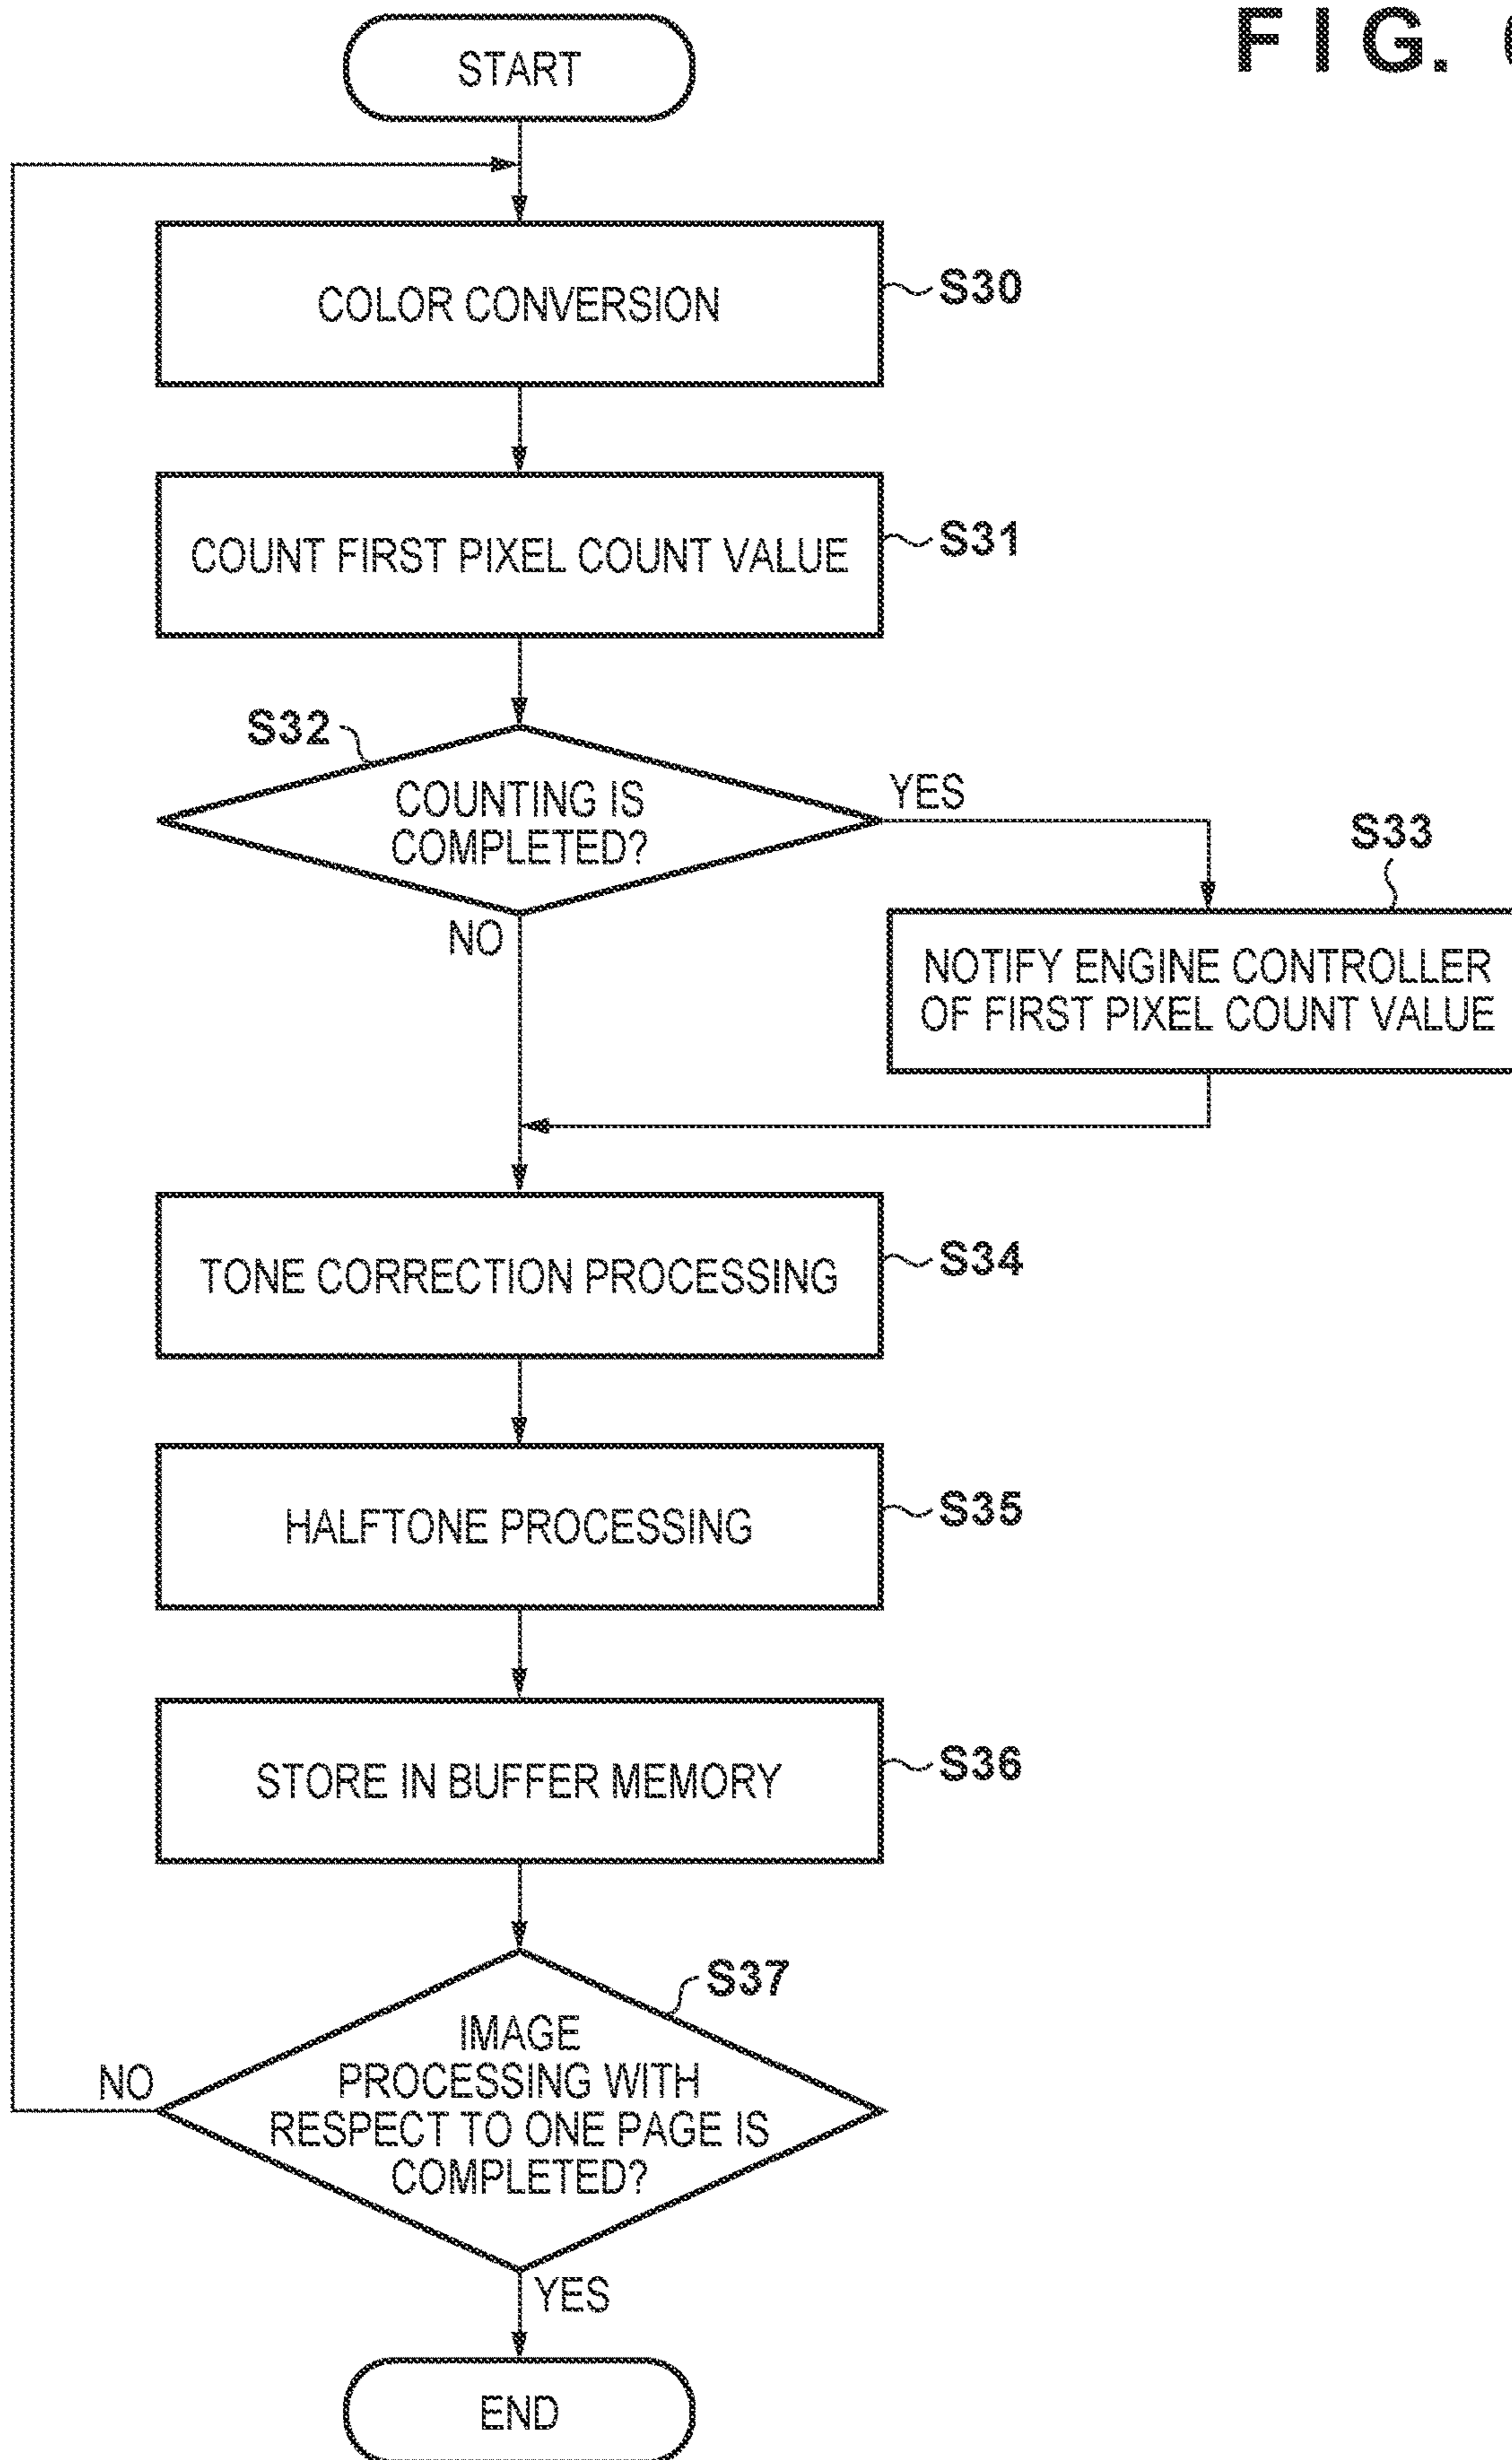 FIG.
START
COLOR CONVERSION
S30
COUNT FIRST PIXEL COUNT VALUE
S31
S32
COUNTING IS
COMPLETED?
YES
NO
S33
NOTIFY ENGINE CONTROLLER
OF FIRST PIXEL COUNT VALUE
TONE CORRECTION PROCESSING
S34
HALFTONE PROCESSING
S35
STORE IN BUFFER MEMORY
S36
S37
IMAGE
PROCESSING WITH
RESPECT TO ONE PAGE IS
COMPLETED?
NO
YES
END